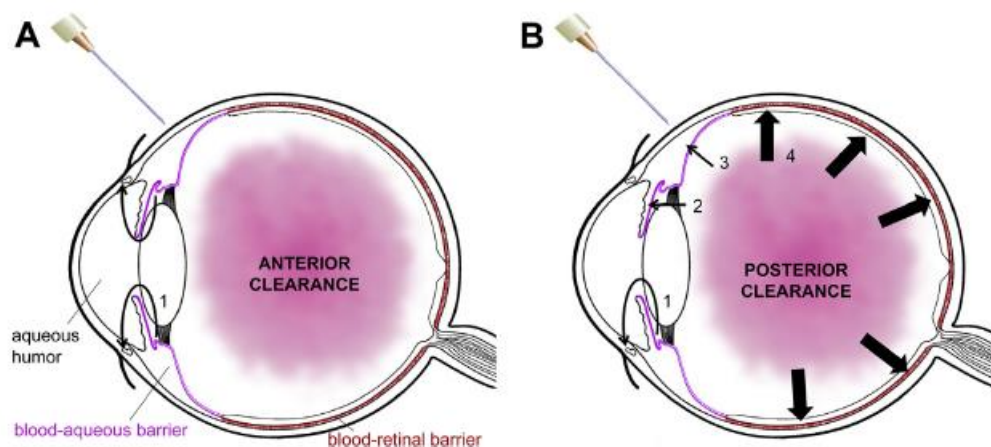 A
ANTERIOR
CLEARANCE
1
aqueous
humor
blood-aqueous barrier
blood-retinal barrier
B
3
4
2
POSTERIOR
CLEARANCE
1